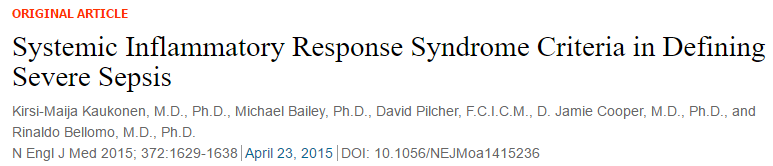 ORIGINAL ARTICLE
Systemic Inflammatory Response Syndrome Criteria in Defining
Severe Sepsis
Kirsi-Maija Kaukonen, M.D., Ph.D., Michael Bailey, Ph.D., David Pilcher, F.C.I.C.M., D. Jamie Cooper, M.D., Ph.D., and
Rinaldo Bellomo, M.D., Ph.D.
N Engl J Med 2015; 372:1629-1638 | April 23, 2015 | DOI: 10.1056/NEJMoa1415236